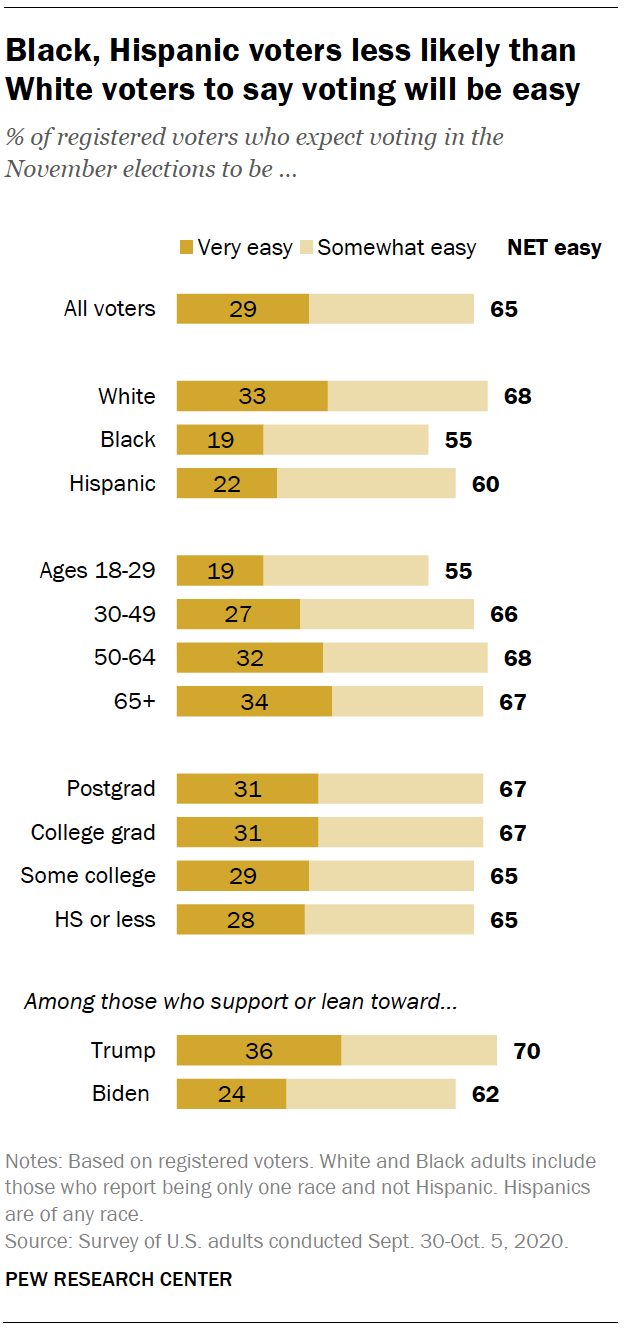 Black, Hispanic voters less likely than
White voters to say voting will be easy
% of registered voters who expect voting in the
November elections to be ...
Very easy Somewhat easy NET easy
All voters 29 65
White 33 68
Black 19 55
Hispanic 22 60
Ages 18-29 19 55
30-49 27 66
50-64 32 68
65+ 34 67
Postgrad 31 67
College grad 31 67
Some college 29 65
HS or less 28 65
Among those who support or lean toward...
Trump 36 70
Biden 24 62
Notes: Based on registered voters. White and Black adults include
those who report being only one race and not Hispanic. Hispanics
are of any race.
Source: Survey of U.S. adults conducted Sept. 30-Oct. 5, 2020.
PEW RESEARCH CENTER